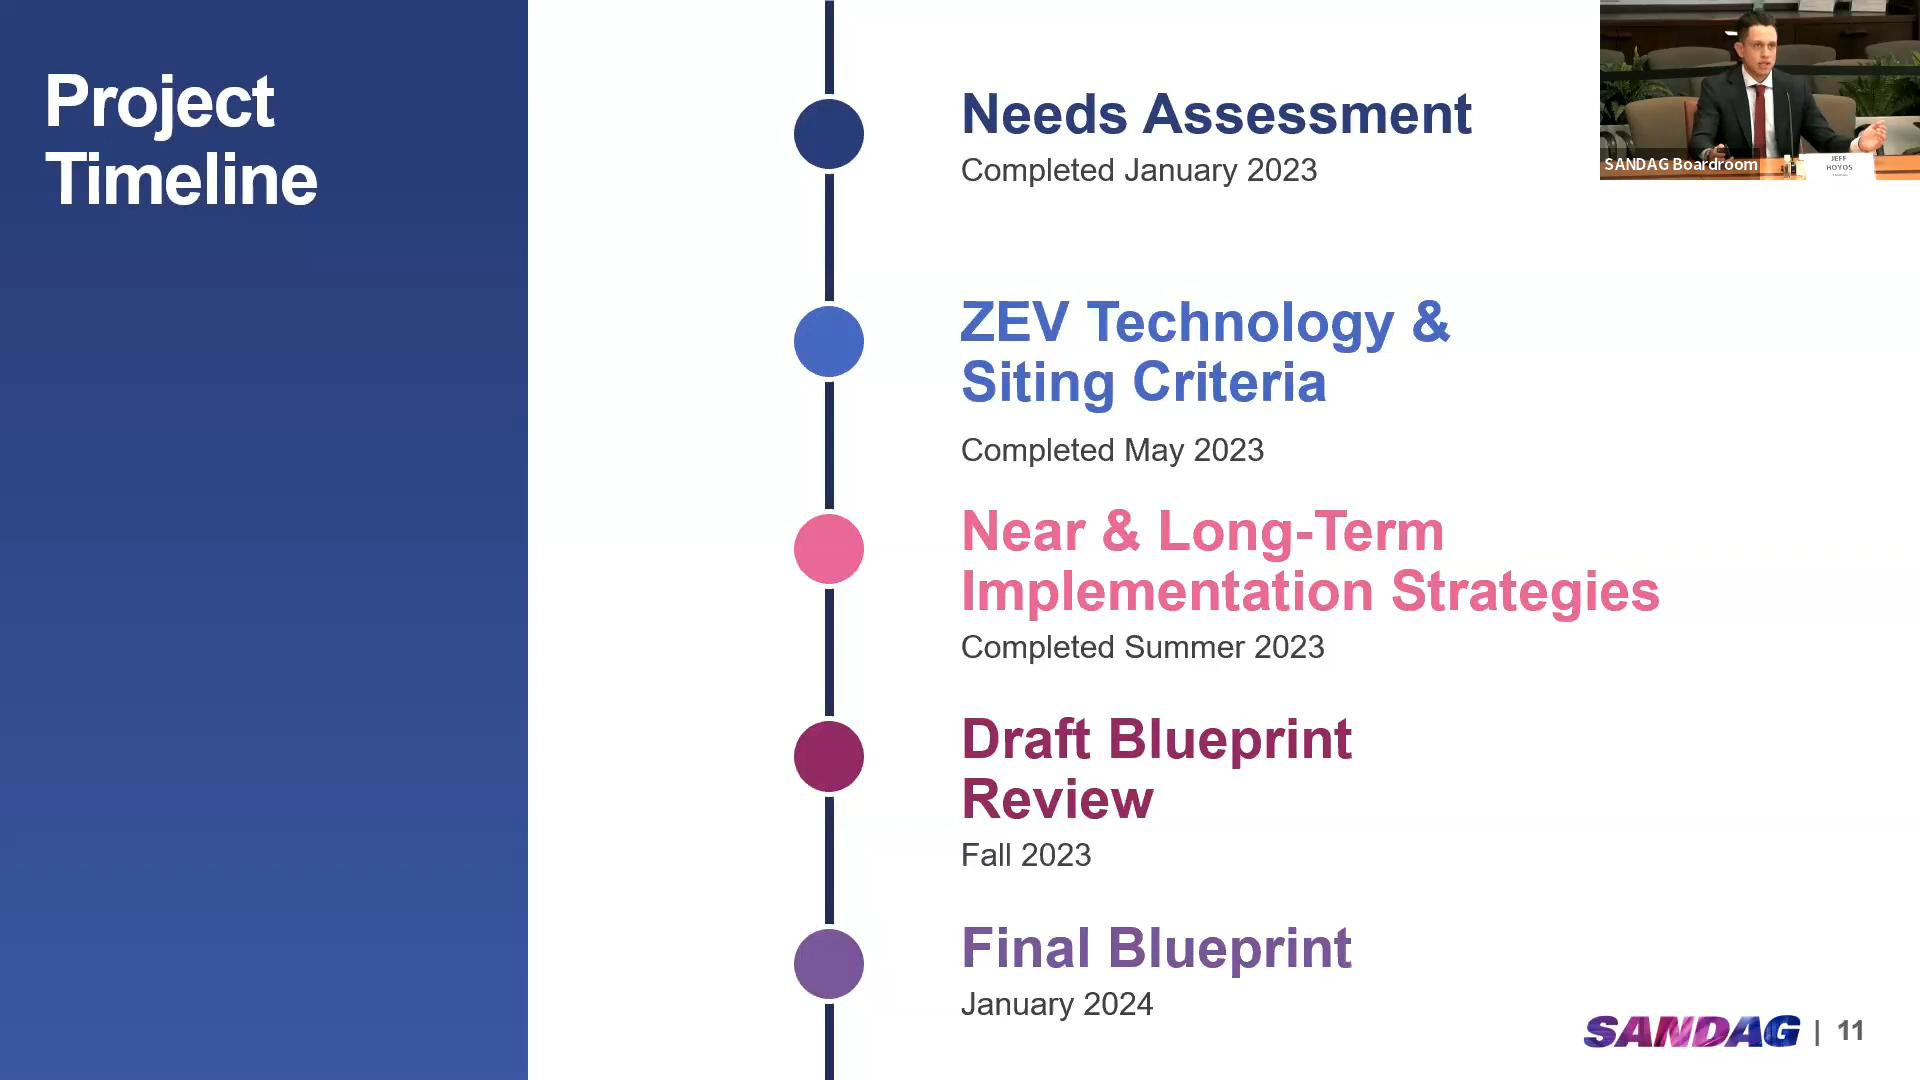 Project
Timeline
Needs Assessment
Completed January 2023
ZEV Technology &
Siting Criteria
Completed May 2023
Near & Long-Term
Implementation Strategies
Completed Summer 2023
Draft Blueprint
Review
Fall 2023
Final Blueprint
January 2024
SANDAG | 11
SANDAG Boardroom
JEFF
HOYOS